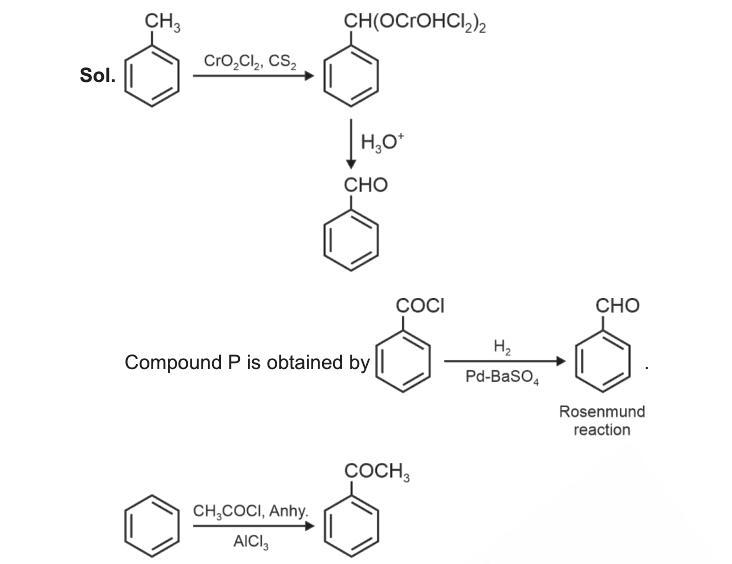 CH₃ CH(OCrOHCl₂)₂
Sol. CrO₂Cl₂, CS₂
H₃O⁺
CHO
COCl CHO
Compound P is obtained by H₂ .
Pd-BaSO₄
Rosenmund
reaction
COCH₃
CH₃COCl, Anhy.
AlCl₃